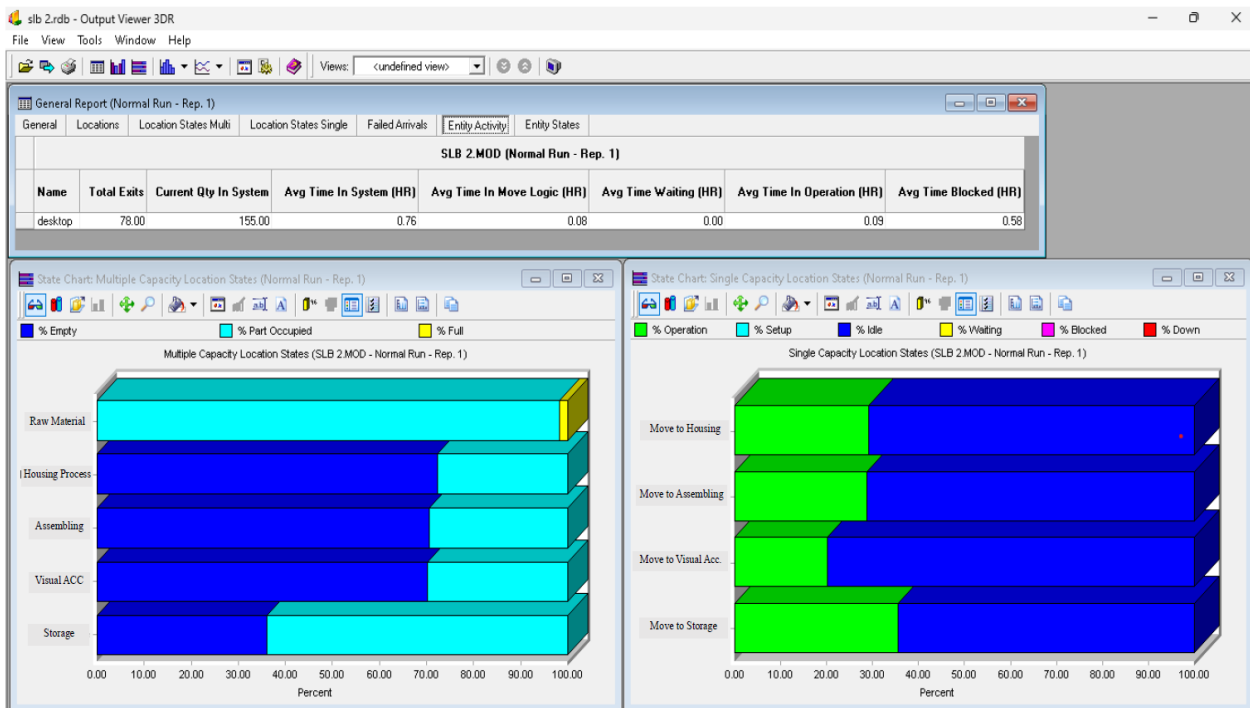 slb 2.rdb - Output Viewer 3DR
File View Tools Window Help
Views: <undefined view>
General Report (Normal Run - Rep. 1)
General Locations Location States Multi Location States Single Failed Arrivals Entity Activity Entity States
SLB 2.MOD (Normal Run - Rep. 1)
Name Total Exits Current Qty In System Avg Time In System (HR) Avg Time In Move Logic (HR) Avg Time Waiting (HR) Avg Time In Operation (HR) Avg Time Blocked (HR)
desktop 78.00 155.00 0.76 0.08 0.00 0.09 0.58
State Chart: Multiple Capacity Location States (Normal Run - Rep. 1)
% Empty % Part Occupied % Full
Multiple Capacity Location States (SLB 2.MOD - Normal Run - Rep. 1)
Raw Material
Housing Process
Assembling
Visual ACC
Storage
0.00 10.00 20.00 30.00 40.00 50.00 60.00 70.00 80.00 90.00 100.00
Percent
State Chart: Single Capacity Location States (Normal Run - Rep. 1)
% Operation % Setup % Idle % Waiting % Blocked % Down
Single Capacity Location States (SLB 2.MOD - Normal Run - Rep. 1)
Move to Housing
Move to Assembling
Move to Visual Acc.
Move to Storage
0.00 10.00 20.00 30.00 40.00 50.00 60.00 70.00 80.00 90.00 100.00
Percent